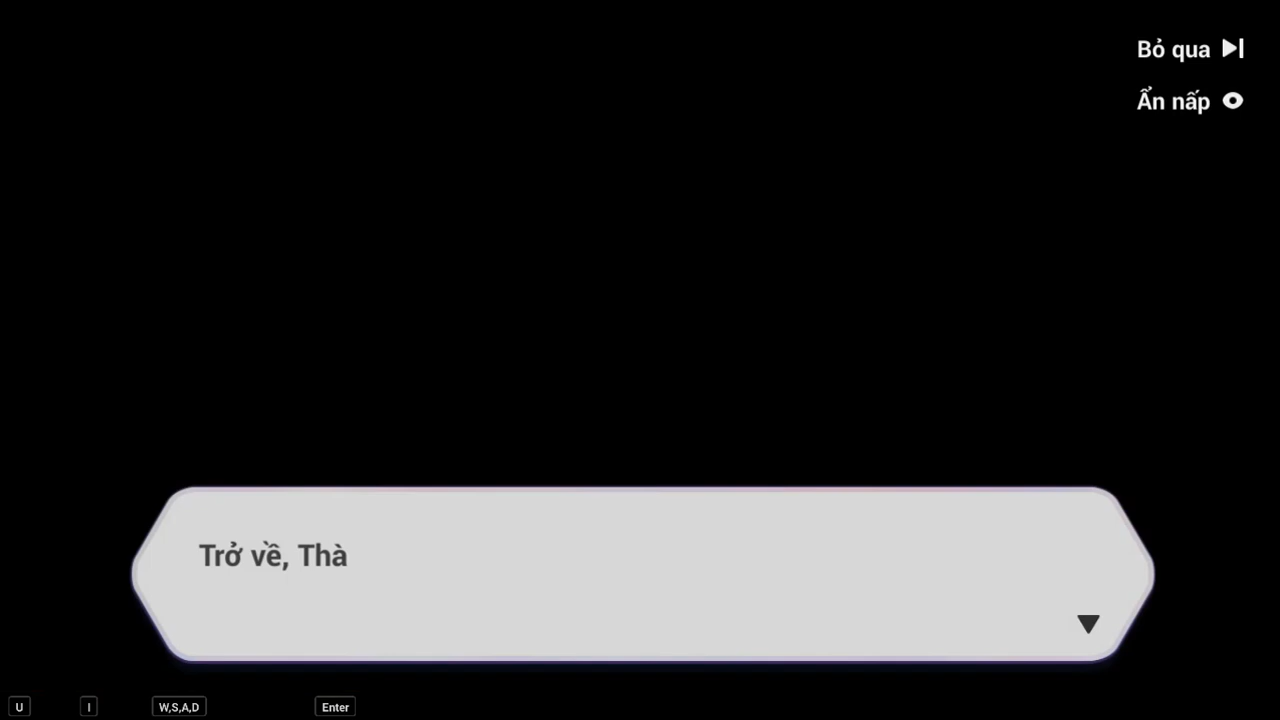 Bỏ qua
Ẩn nấp
Trở về, Thà
U
I
W,S,A,D
Enter